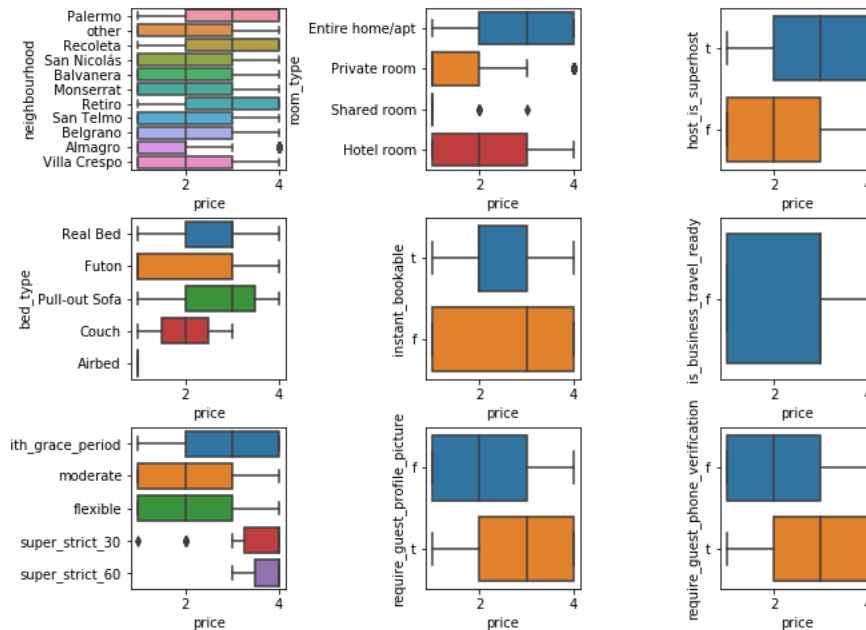 neighbourhood
Palermo
other
Recoleta
San Nicolás
Balvanera
Monserrat
Retiro
San Telmo
Belgrano
Almagro
Villa Crespo
2 4
price
room_type
Entire home/apt
Private room
Shared room
Hotel room
2 4
price
host_is_superhost
t
f
2 4
price
bed_type
Real Bed
Futon
Pull-out Sofa
Couch
Airbed
2 4
price
instant_bookable
t
f
2 4
price
is_business_travel_ready
f
2 4
price
ith_grace_period
moderate
flexible
super_strict_30
super_strict_60
2 4
price
require_guest_profile_picture
f
t
2 4
price
require_guest_phone_verification
f
t
2 4
price